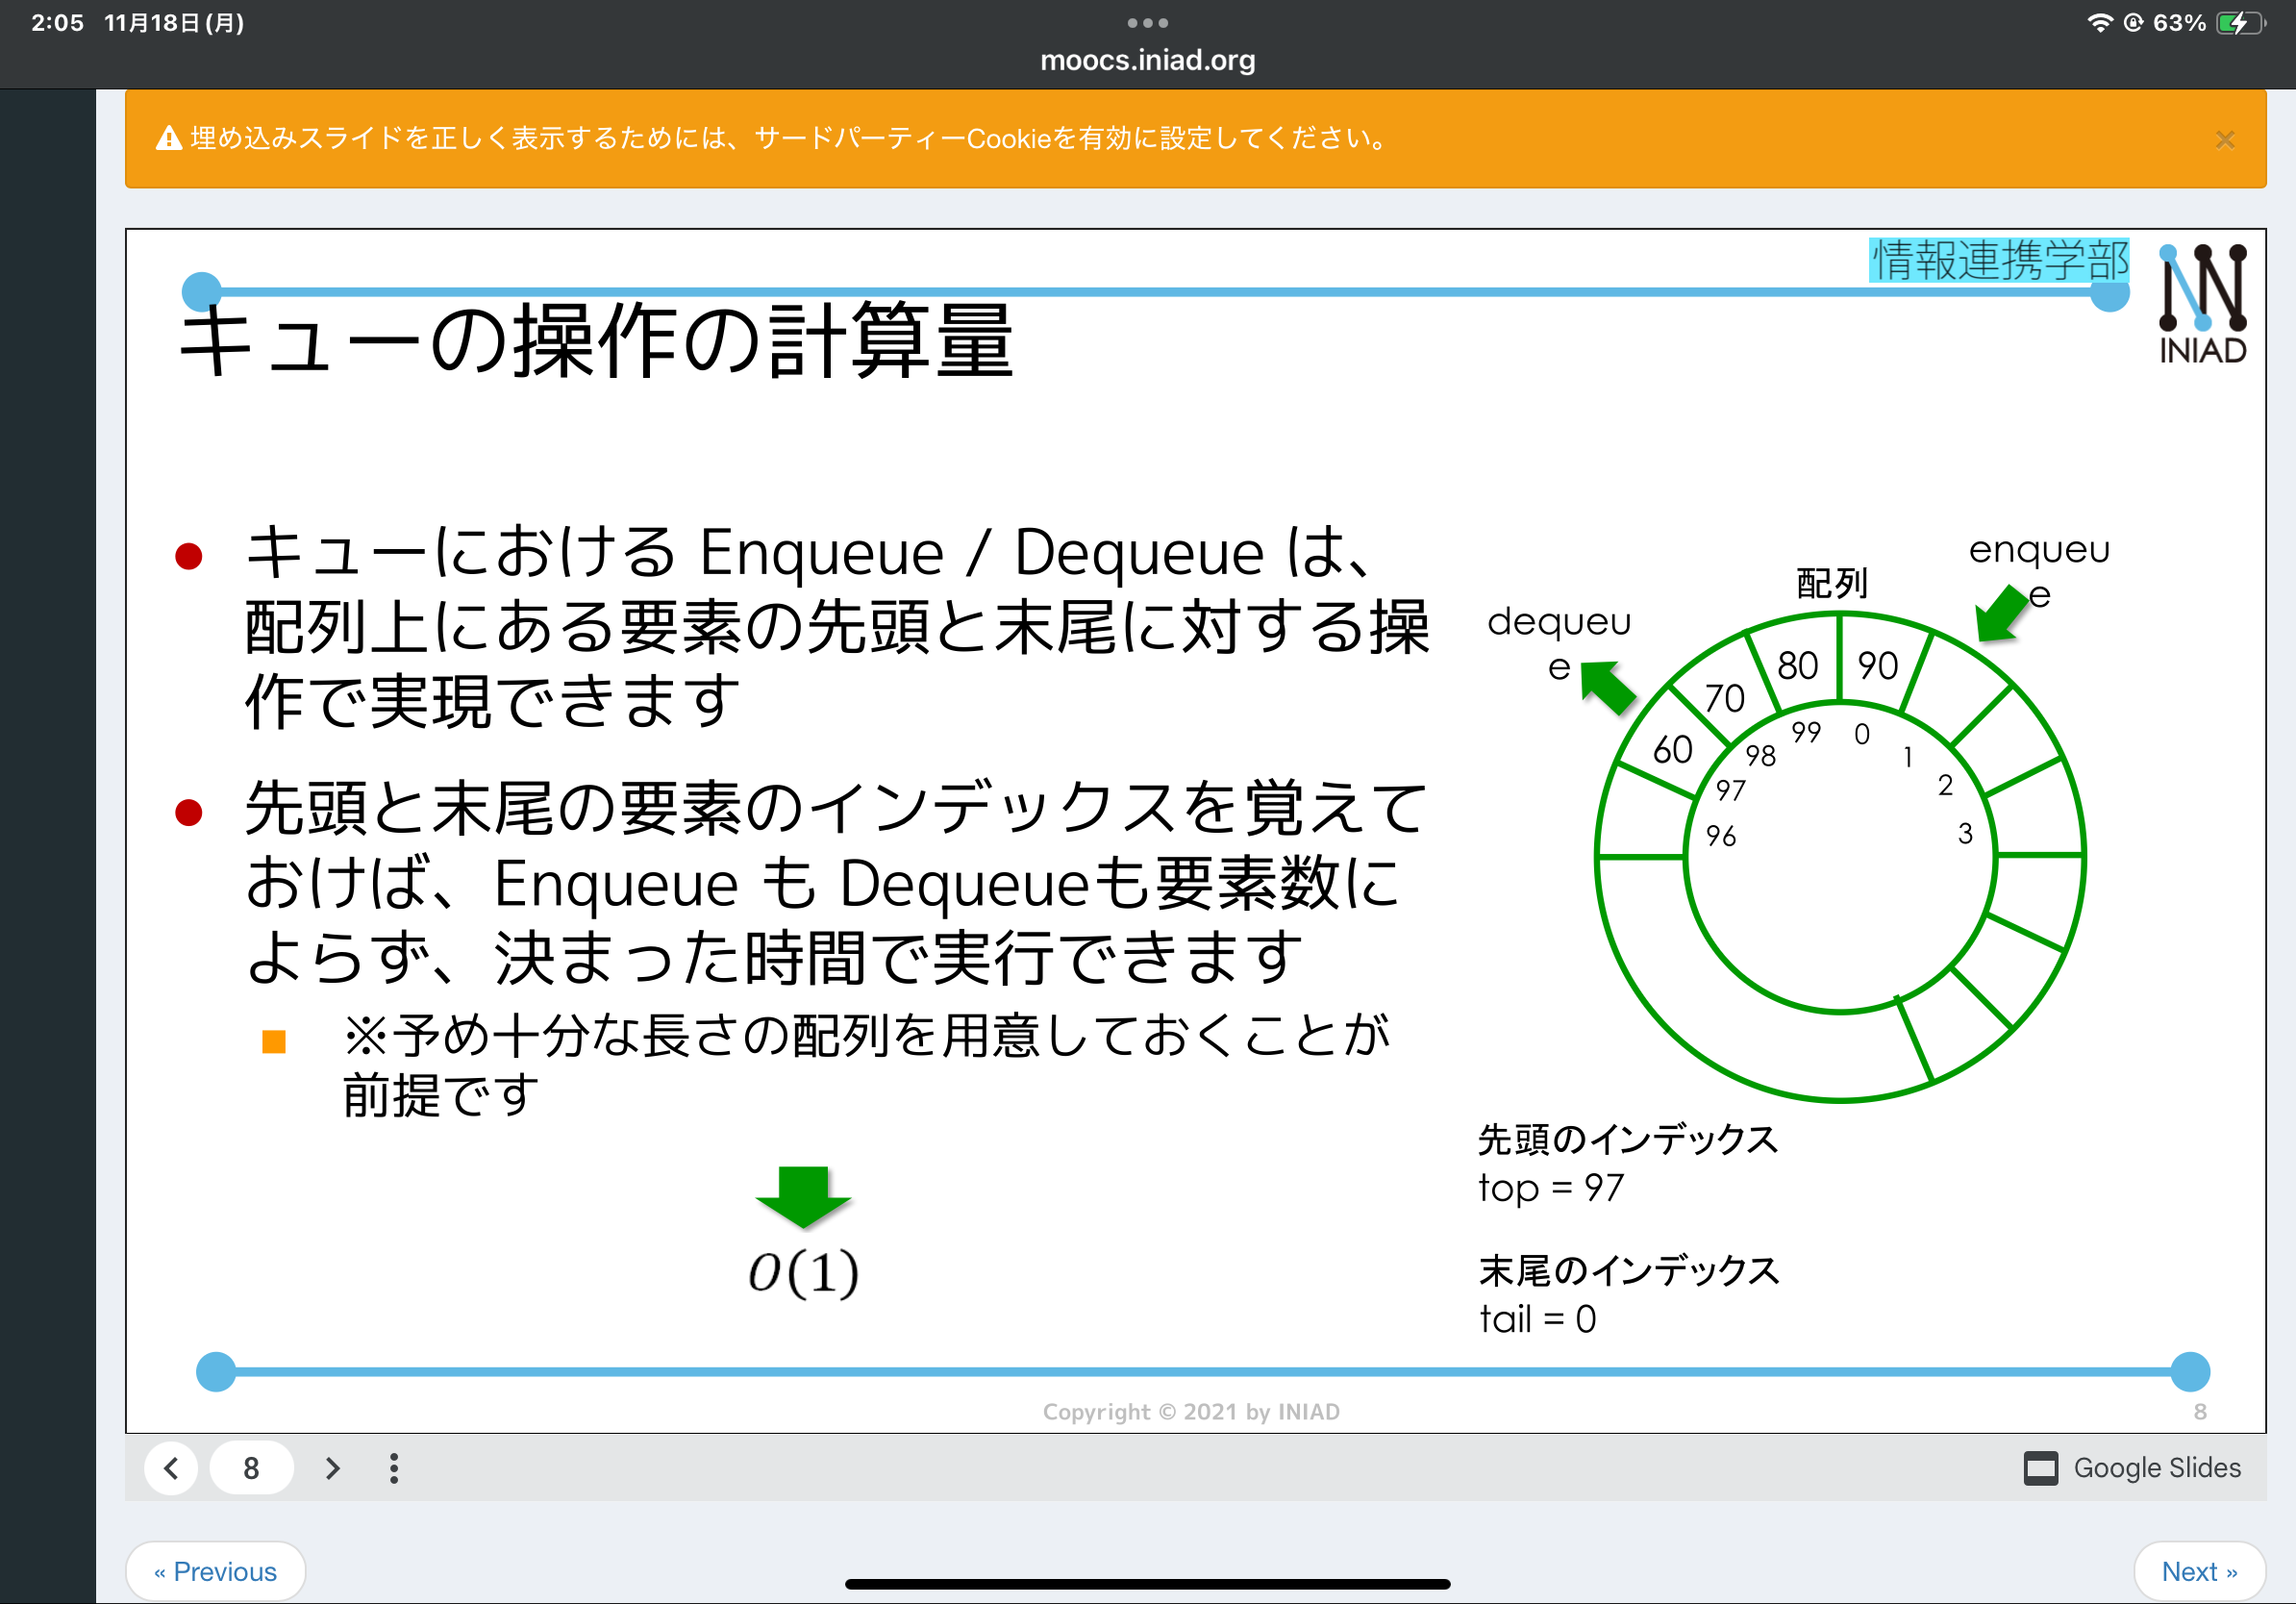 2:05 11月18日(月)
63%
moocs.iniad.org
埋め込みスライドを正しく表示するためには、サードパーティーCookieを有効に設定してください。
×
情報連携学部
INIAD
キューの操作の計算量
キューにおける Enqueue / Dequeue は、
配列上にある要素の先頭と末尾に対する操
作で実現できます
先頭と末尾の要素のインデックスを覚えて
おけば、Enqueue も Dequeueも要素数に
よらず、決まった時間で実行できます
※予め十分な長さの配列を用意しておくことが
前提です
O(1)
配列
enqueu
e
dequeu
e
60
70
80
90
96
97
98
99
0
1
2
3
先頭のインデックス
top = 97
末尾のインデックス
tail = 0
Copyright © 2021 by INIAD
8
8
Google Slides
« Previous
Next »